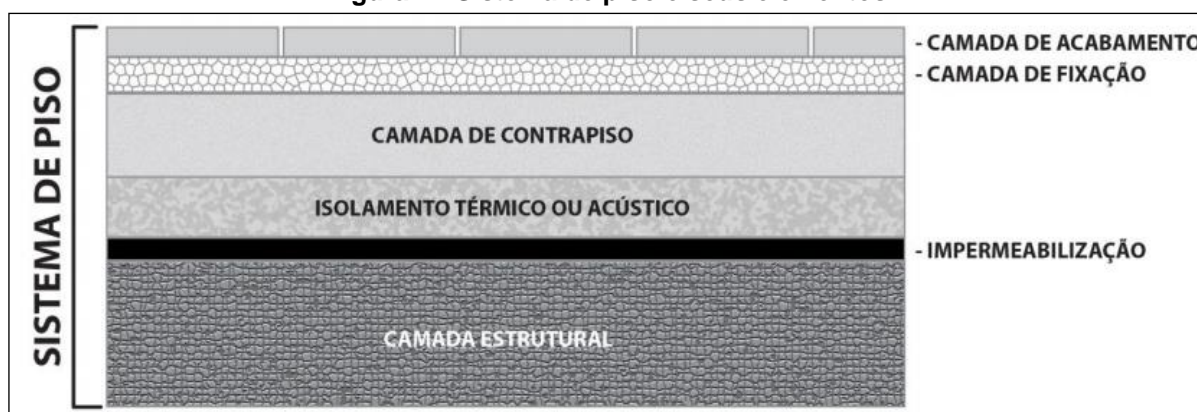 SISTEMA DE PISO
- CAMADA DE ACABAMENTO
- CAMADA DE FIXAÇÃO
CAMADA DE CONTRAPISO
ISOLAMENTO TÉRMICO OU ACÚSTICO
- IMPERMEABILIZAÇÃO
CAMADA ESTRUTURAL